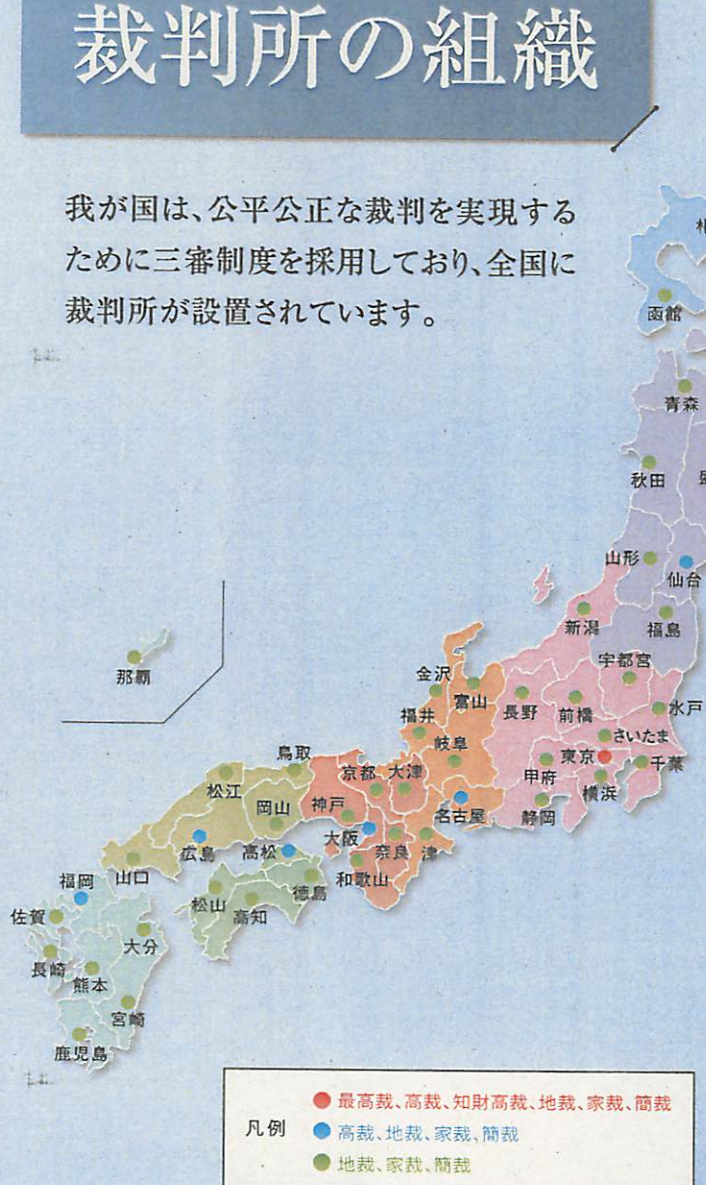 裁判所の組織
我が国は、公平公正な裁判を実現する
ために三審制度を採用しており、全国に
裁判所が設置されています。
函館
青森
秋田
山形
仙台
新潟
福島
宇都宮
那覇
金沢
富山
長野
前橋
水戸
福井
さいたま
岐阜
東京
千葉
鳥取
京都
大津
甲府
横浜
松江
岡山
神戸
名古屋
静岡
大阪
広島
高松
奈良
津
福岡
山口
徳島
和歌山
佐賀
松山
高知
大分
長崎
熊本
宮崎
鹿児島
凡例
最高裁、高裁、知財高裁、地裁、家裁、簡裁
高裁、地裁、家裁、簡裁
地裁、家裁、簡裁